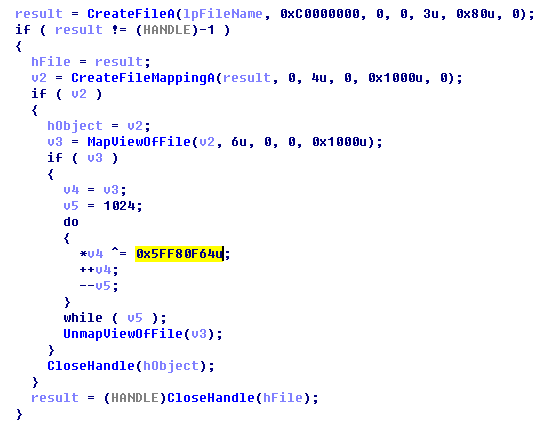 result = CreateFileA(lpFileName, 0xC0000000, 0, 0, 3u, 0x80u, 0);
if ( result != (HANDLE)-1 )
{
hFile = result;
v2 = CreateFileMappingA(result, 0, 4u, 0, 0x1000u, 0);
if ( v2 )
{
hObject = v2;
v3 = MapViewOfFile(v2, 6u, 0, 0, 0x1000u);
if ( v3 )
{
v4 = v3;
v5 = 1024;
do
{
*v4 ^= 0x5FF80F64u;
++v4;
--v5;
}
while ( v5 );
UnmapViewOfFile(v3);
}
CloseHandle(hObject);
}
result = (HANDLE)CloseHandle(hFile);
}